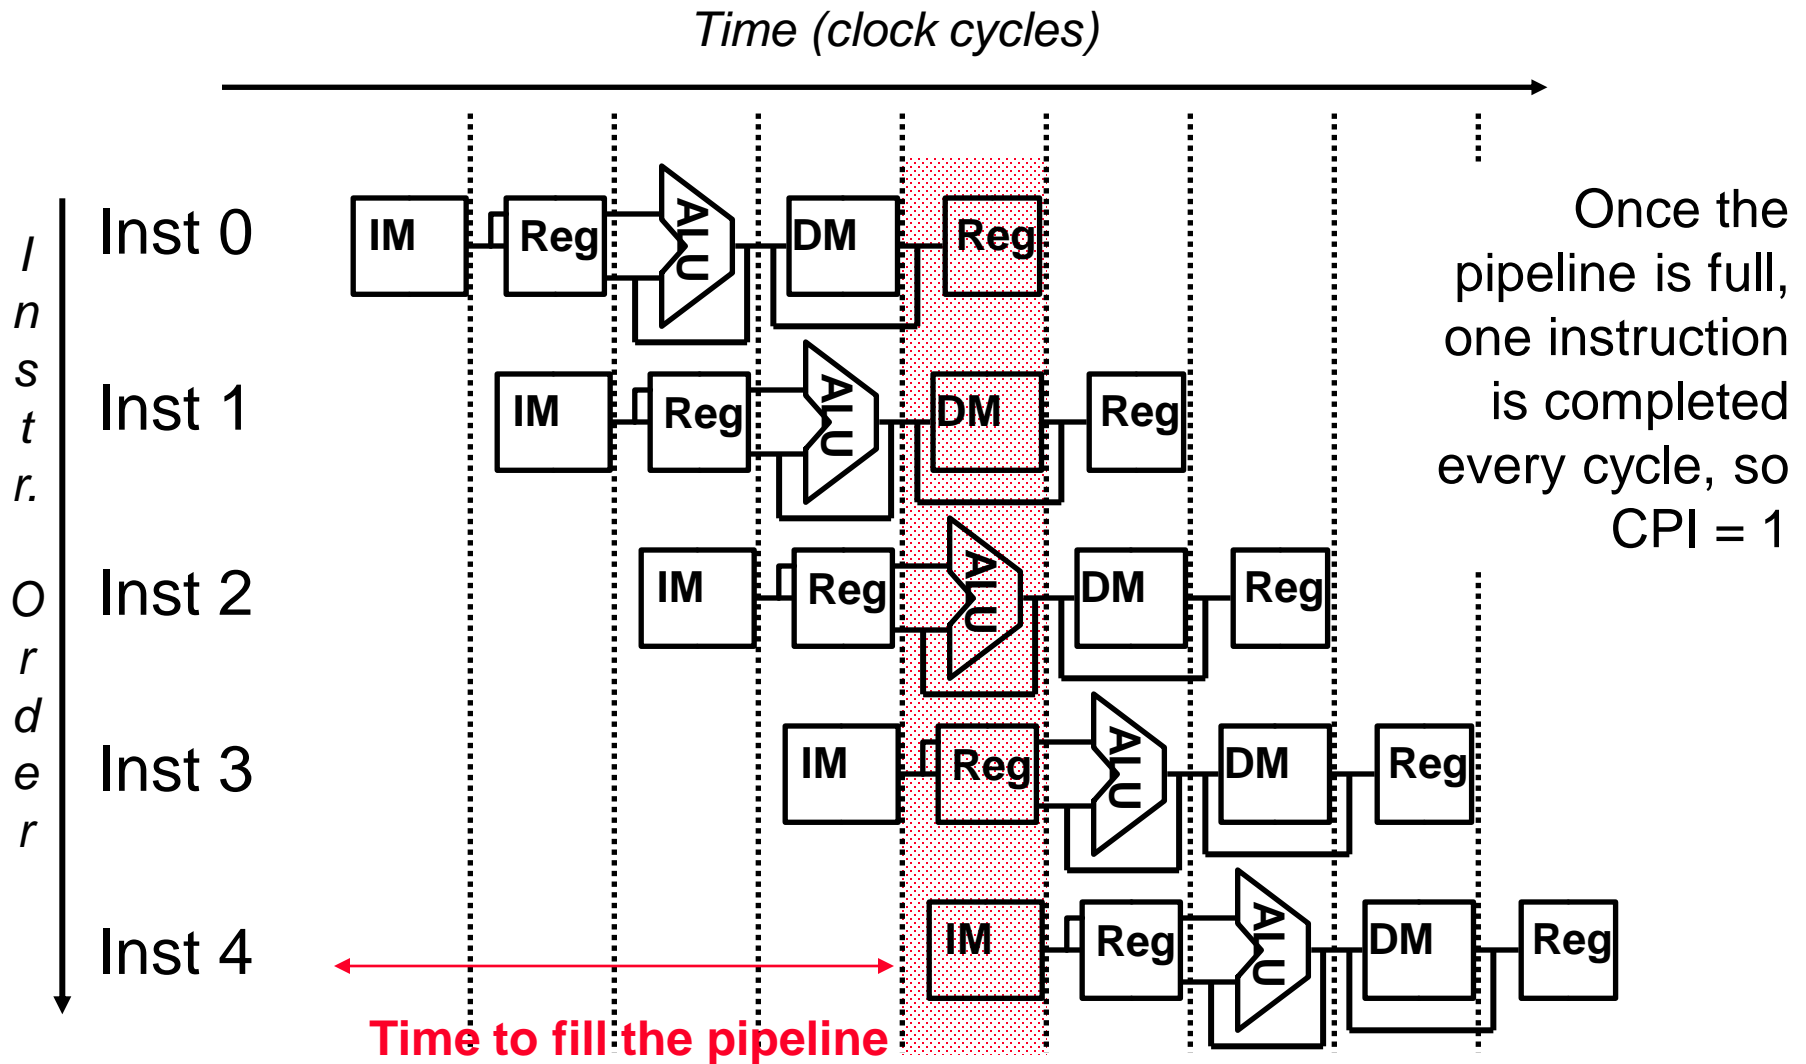 Time (clock cycles)
Instr. Order
Inst 0
IM
Reg
ALU
DM
Reg
Once the
pipeline is full,
one instruction
is completed
every cycle, so
CPI = 1
Inst 1
IM
Reg
ALU
DM
Reg
Inst 2
IM
Reg
ALU
DM
Reg
Inst 3
IM
Reg
ALU
DM
Reg
Inst 4
IM
Reg
ALU
DM
Reg
Time to fill the pipeline